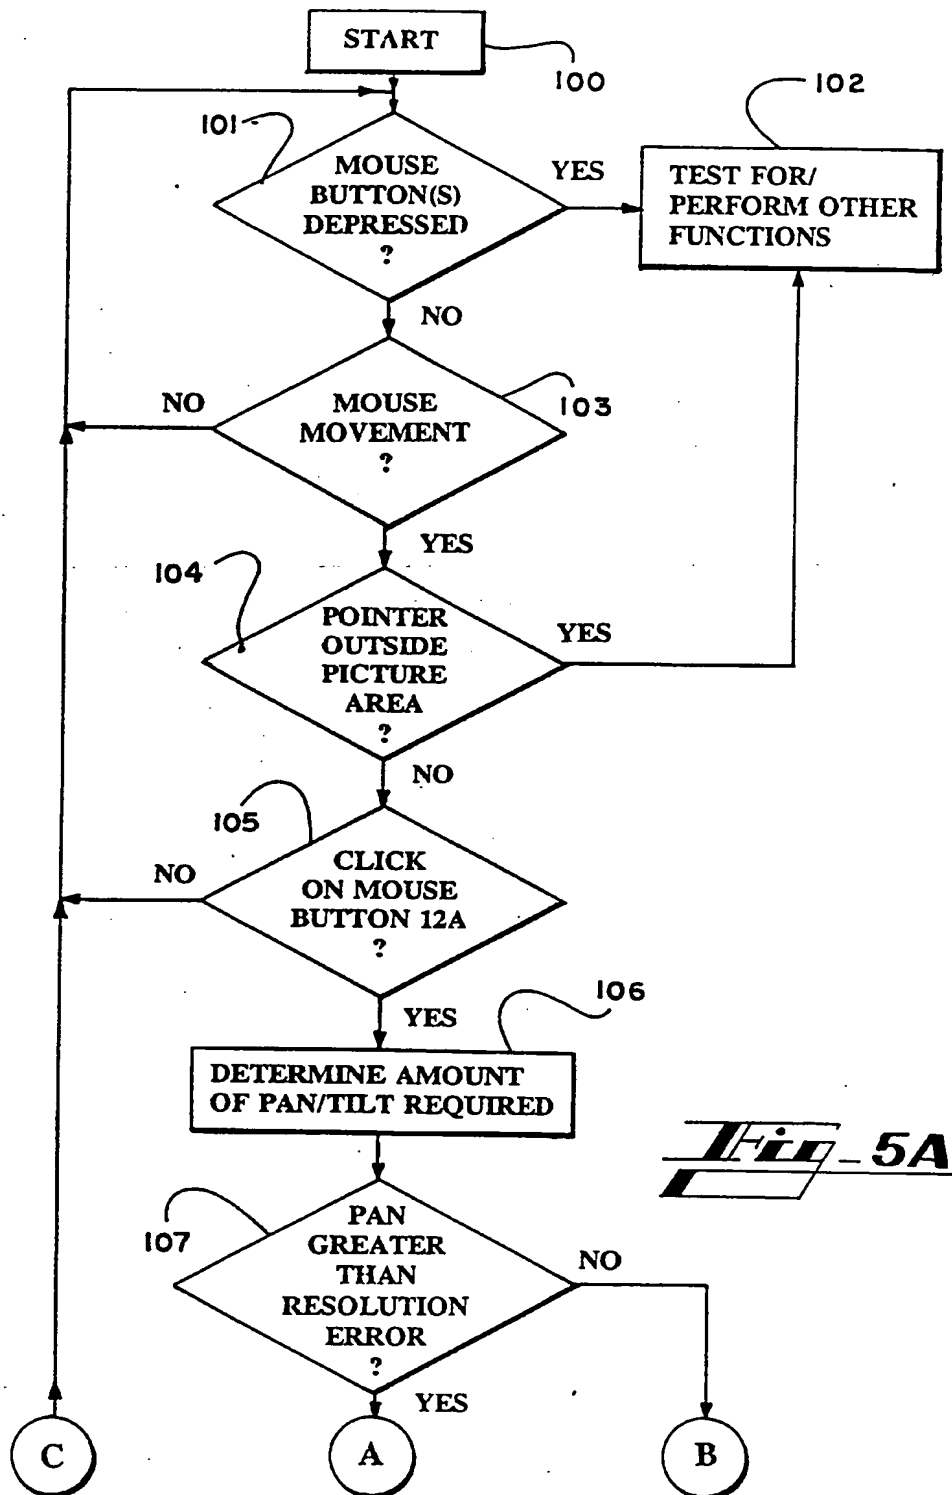 START
100
101
102
MOUSE
BUTTON(S)
DEPRESSED
?
YES
TEST FOR/
PERFORM OTHER
FUNCTIONS
NO
NO
MOUSE
MOVEMENT
?
103
YES
104
POINTER
OUTSIDE
PICTURE
AREA
?
YES
NO
105
NO
CLICK
ON MOUSE
BUTTON 12A
?
106
YES
DETERMINE AMOUNT
OF PAN/TILT REQUIRED
Fig_5A
107
PAN
GREATER
THAN
RESOLUTION
ERROR
?
NO
YES
C
A
B